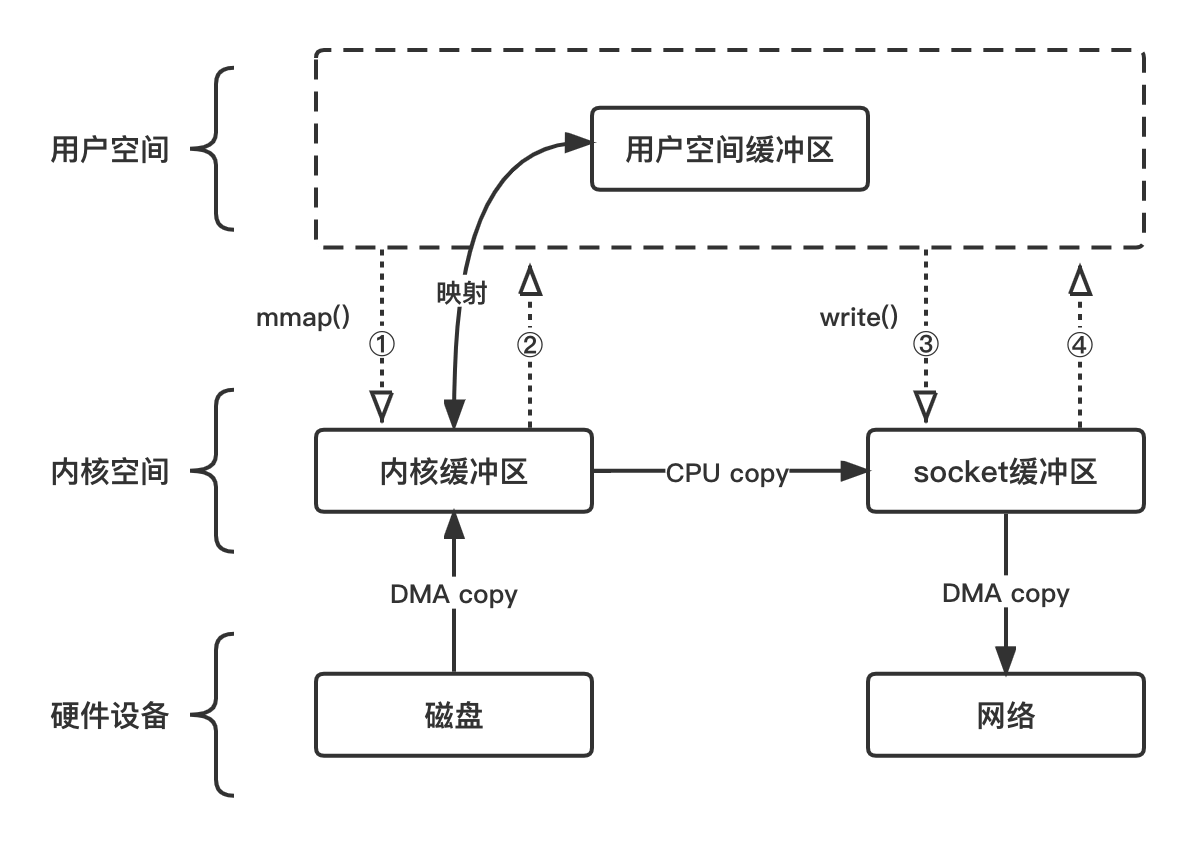 用户空间
用户空间缓冲区
映射
mmap()
①
②
write()
③
④
内核空间
内核缓冲区
CPU copy
socket缓冲区
DMA copy
DMA copy
硬件设备
磁盘
网络